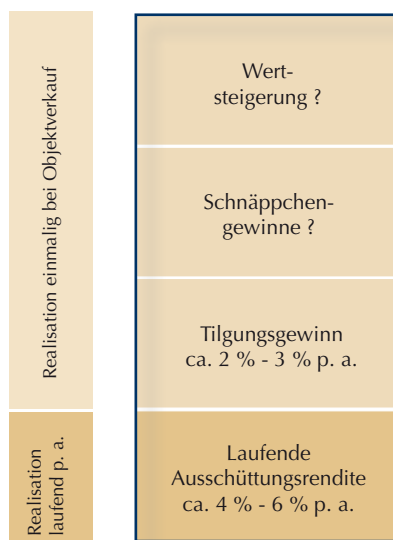 Realisation einmalig bei Objektverkauf
Wert-
steigerung ?
Schnäppchen-
gewinne ?
Tilgungsgewinn
ca. 2 % - 3 % p. a.
Realisation
laufend p. a.
Laufende
Ausschüttungsrendite
ca. 4 % - 6 % p. a.